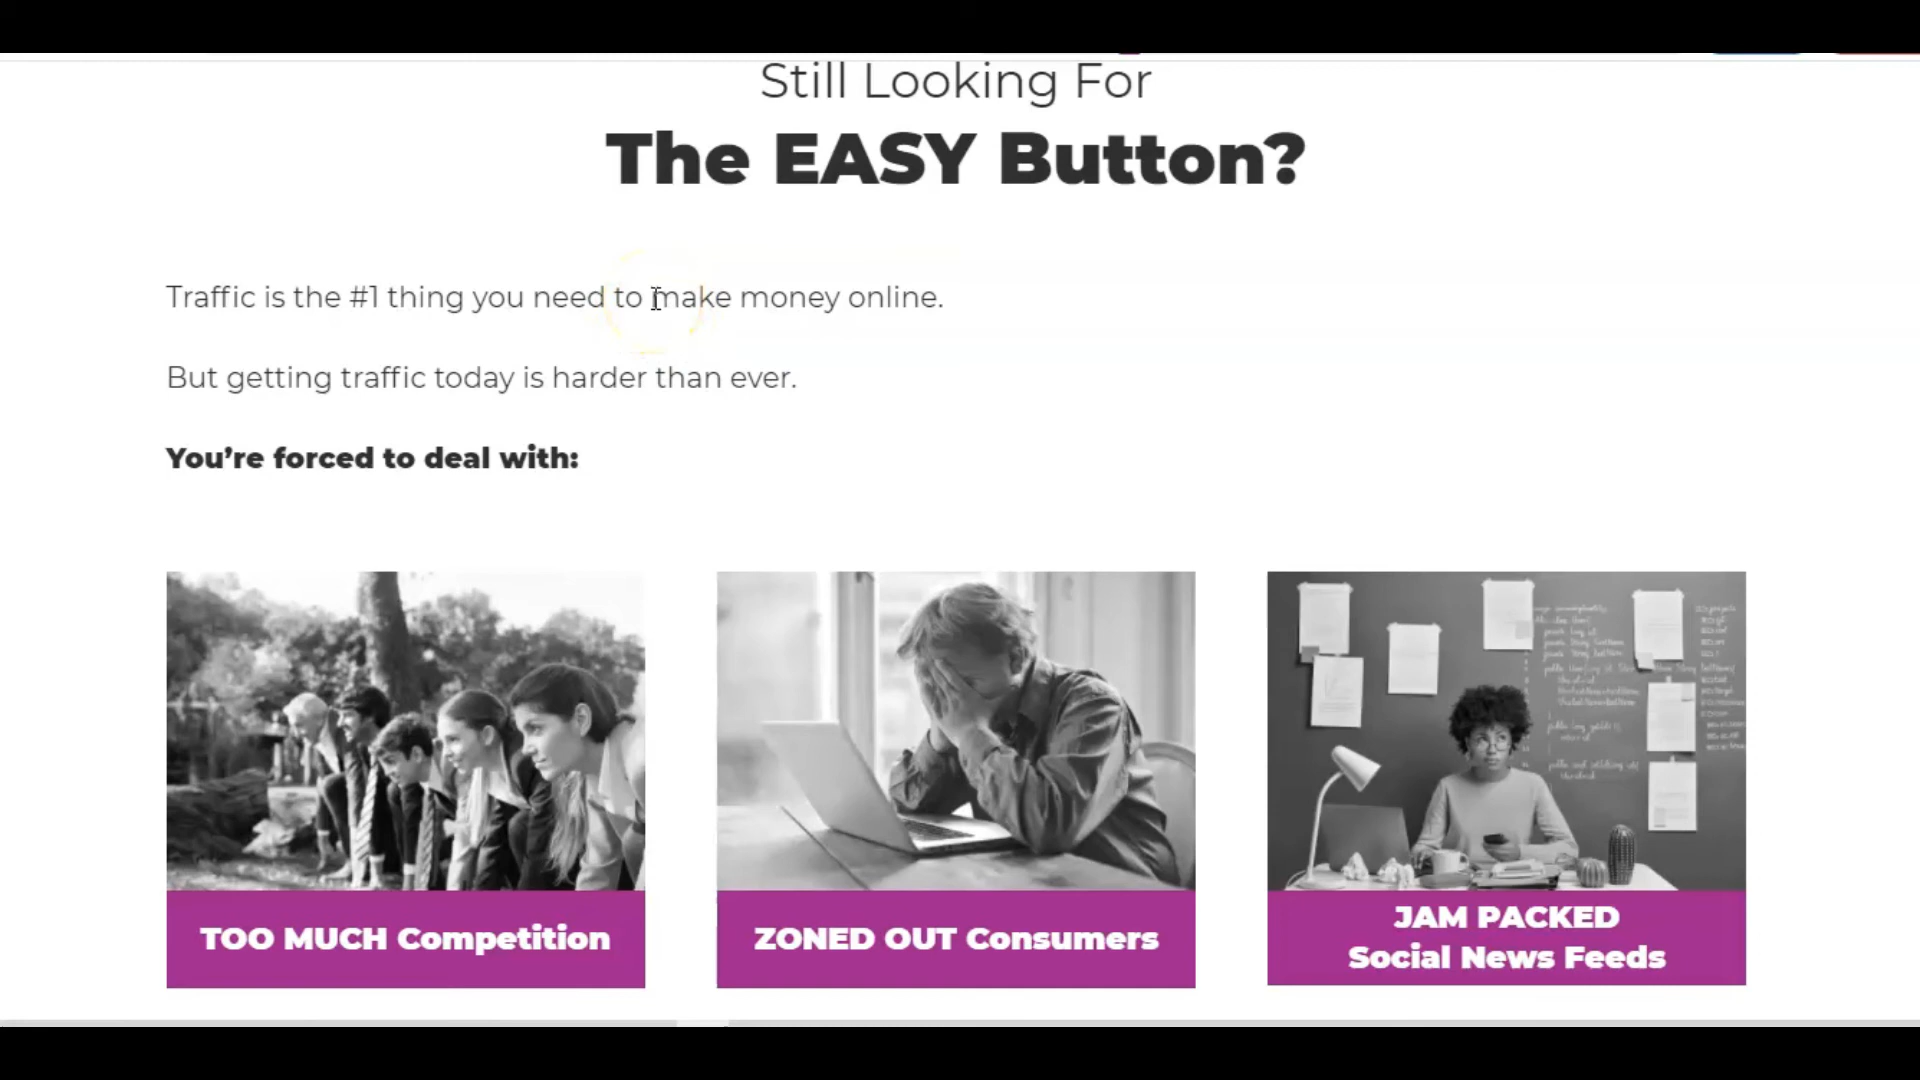 Still Looking For
The EASY Button?
Traffic is the #1 thing you need to make money online.
But getting traffic today is harder than ever.
You’re forced to deal with:
TOO MUCH Competition
ZONED OUT Consumers
JAM PACKED
Social News Feeds